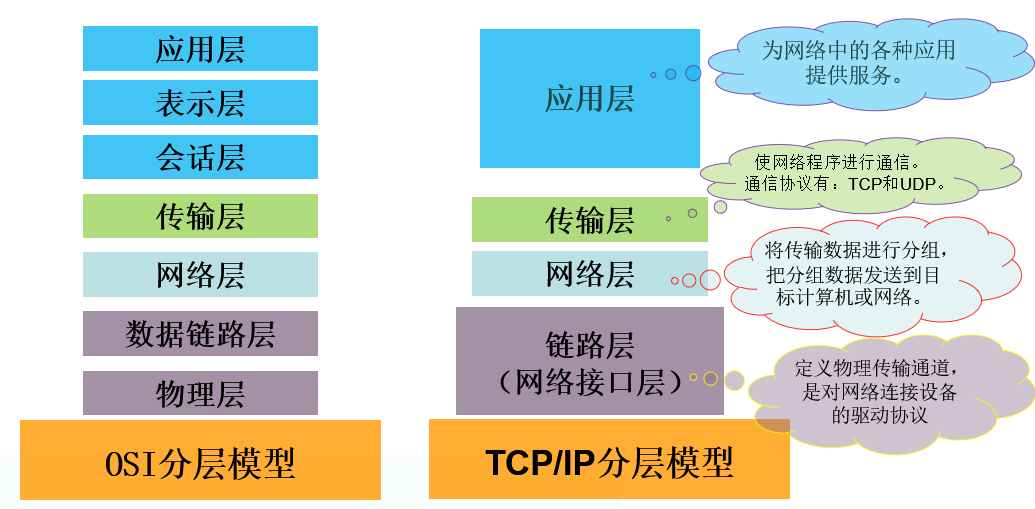 应用层
表示层
会话层
传输层
网络层
数据链路层
物理层
OSI分层模型
应用层
传输层
网络层
链路层
（网络接口层）
TCP/IP分层模型
为网络中的各种应用
提供服务。
使网络程序进行通信。
通信协议有：TCP和UDP。
将传输数据进行分组，
把分组数据发送到目
标计算机或网络。
定义物理传输通道，
是对网络连接设备
的驱动协议